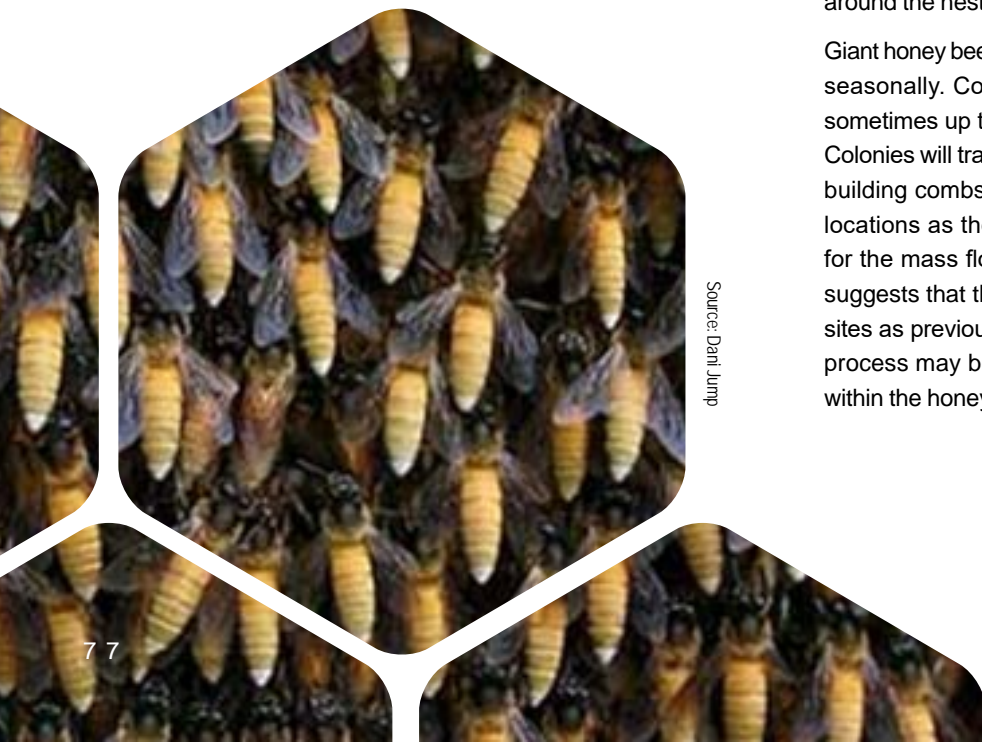 around the nest
Giant honey bee
seasonally. Co
sometimes up t
Colonies will tra
building combs
locations as the
for the mass flo
suggests that th
sites as previou
process may b
within the honey
Source: Dani Jump
7 7